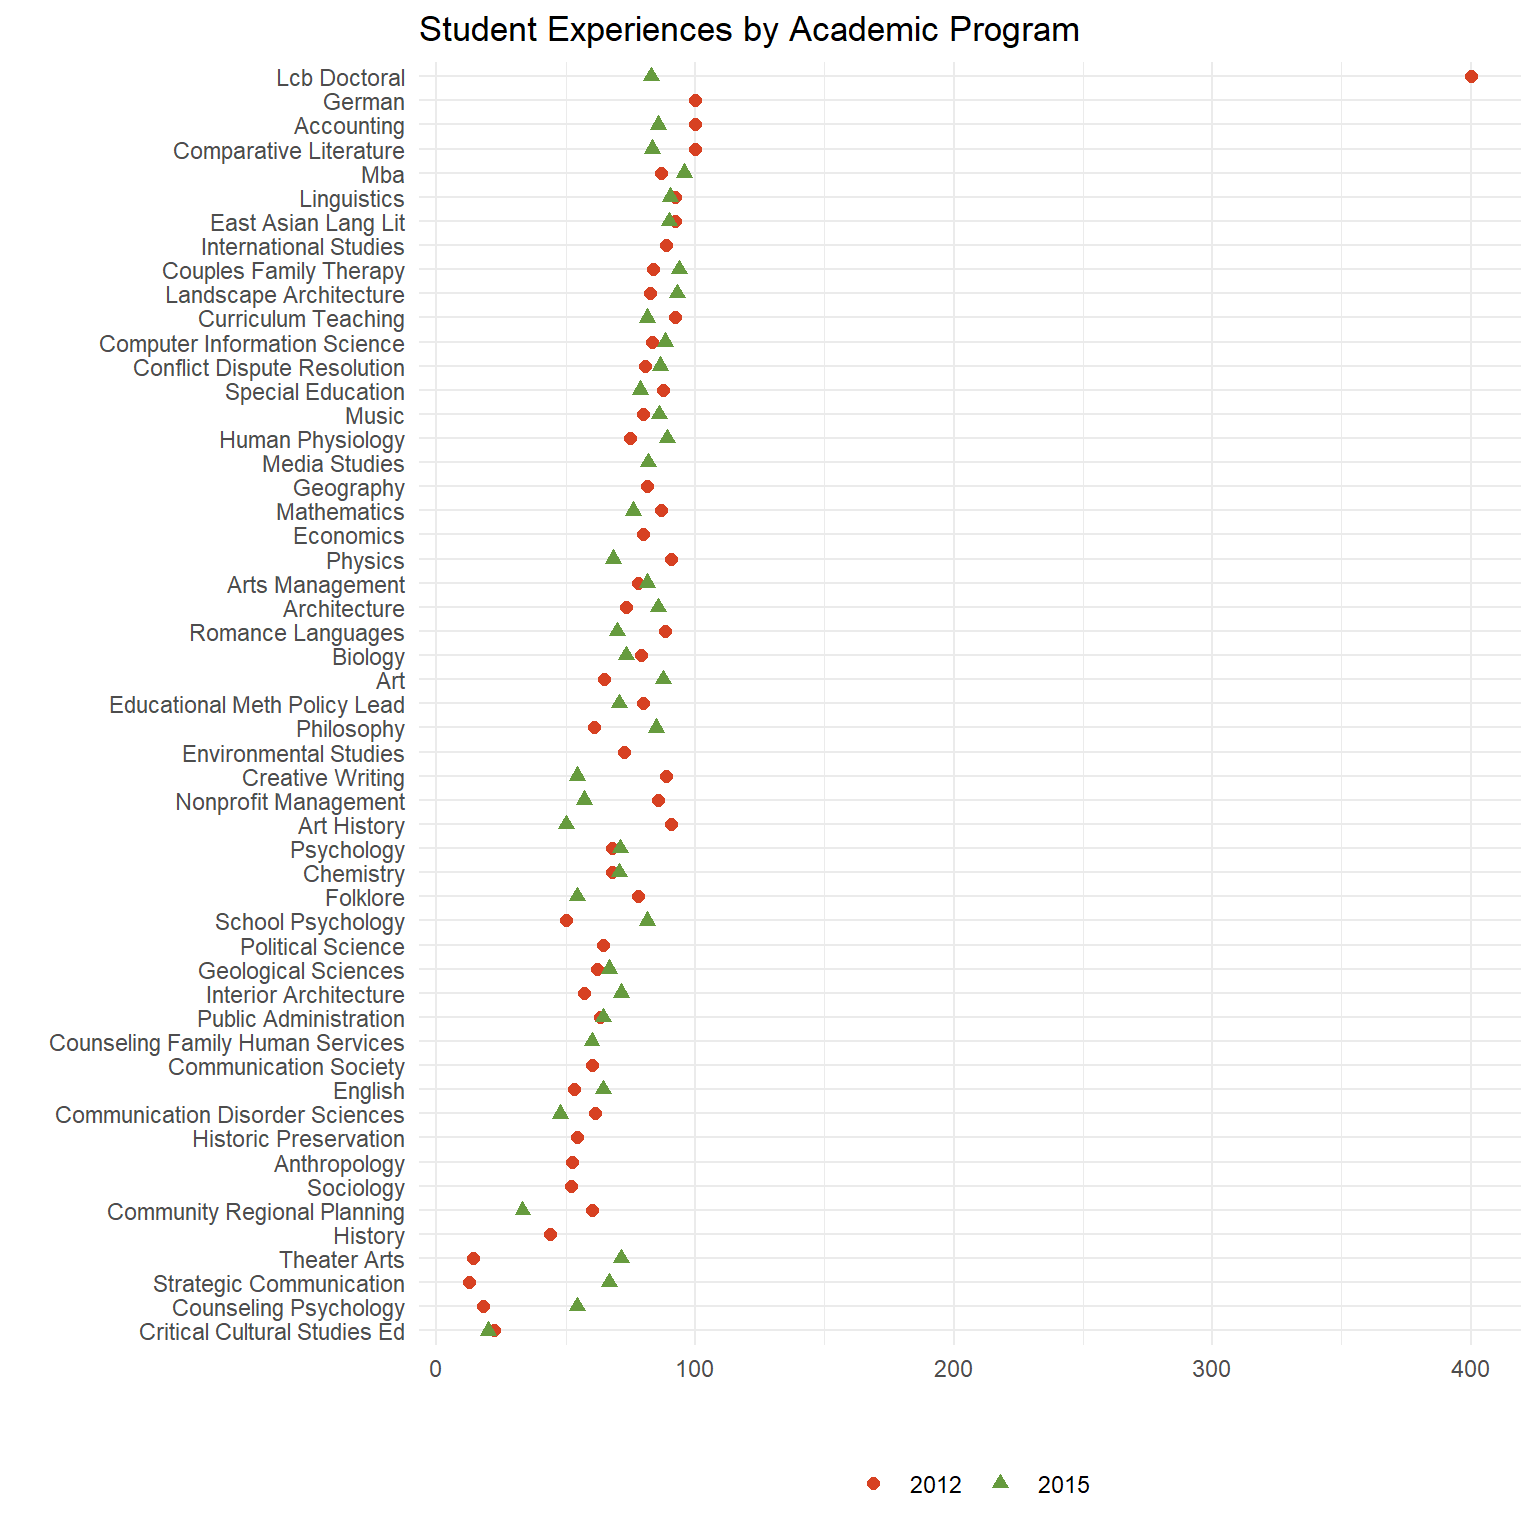 Student Experiences by Academic Program
Lcb Doctoral
German
Accounting
Comparative Literature
Mba
Linguistics
East Asian Lang Lit
International Studies
Couples Family Therapy
Landscape Architecture
Curriculum Teaching
Computer Information Science
Conflict Dispute Resolution
Special Education
Music
Human Physiology
Media Studies
Geography
Mathematics
Economics
Physics
Arts Management
Architecture
Romance Languages
Biology
Art
Educational Meth Policy Lead
Philosophy
Environmental Studies
Creative Writing
Nonprofit Management
Art History
Psychology
Chemistry
Folklore
School Psychology
Political Science
Geological Sciences
Interior Architecture
Public Administration
Counseling Family Human Services
Communication Society
English
Communication Disorder Sciences
Historic Preservation
Anthropology
Sociology
Community Regional Planning
History
Theater Arts
Strategic Communication
Counseling Psychology
Critical Cultural Studies Ed
0 100 200 300 400
2012 2015